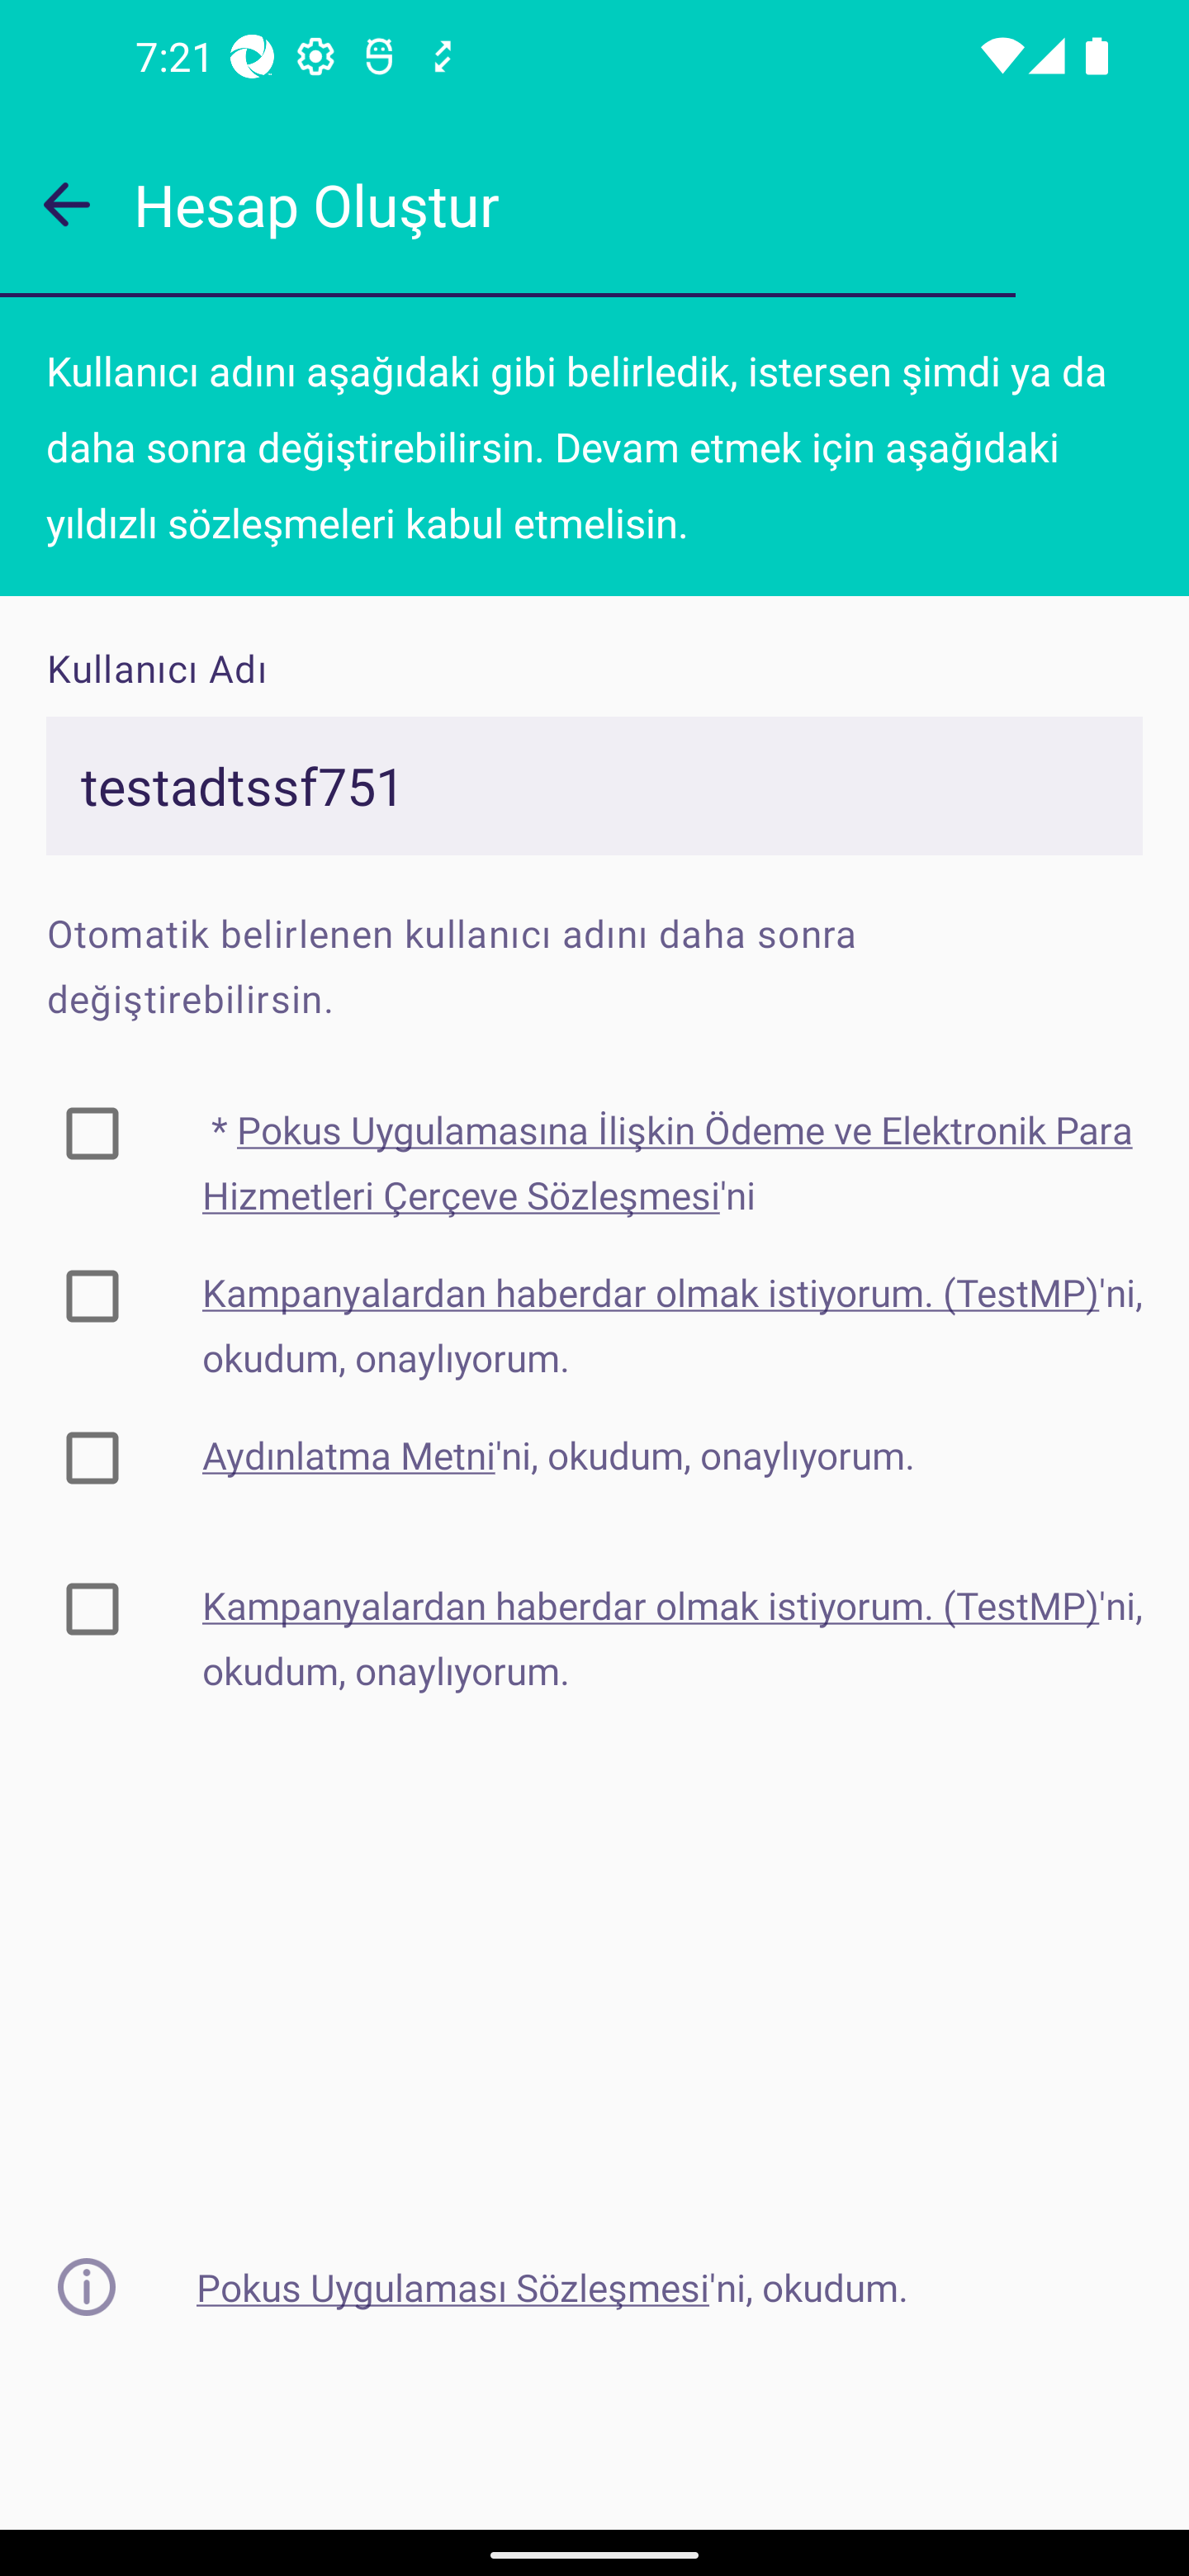 7:21
Hesap Oluştur
Kullanıcı adını aşağıdaki gibi belirledik, istersen şimdi ya da
daha sonra değiştirebilirsin. Devam etmek için aşağıdaki
yıldızlı sözleşmeleri kabul etmelisin.
Kullanıcı Adı
testadtssf751
Otomatik belirlenen kullanıcı adını daha sonra
değiştirebilirsin.
* Pokus Uygulamasına İlişkin Ödeme ve Elektronik Para
Hizmetleri Çerçeve Sözleşmesi'ni
Kampanyalardan haberdar olmak istiyorum. (TestMP)'ni,
okudum, onaylıyorum.
Aydınlatma Metni'ni, okudum, onaylıyorum.
Kampanyalardan haberdar olmak istiyorum. (TestMP)'ni,
okudum, onaylıyorum.
Pokus Uygulaması Sözleşmesi'ni, okudum.